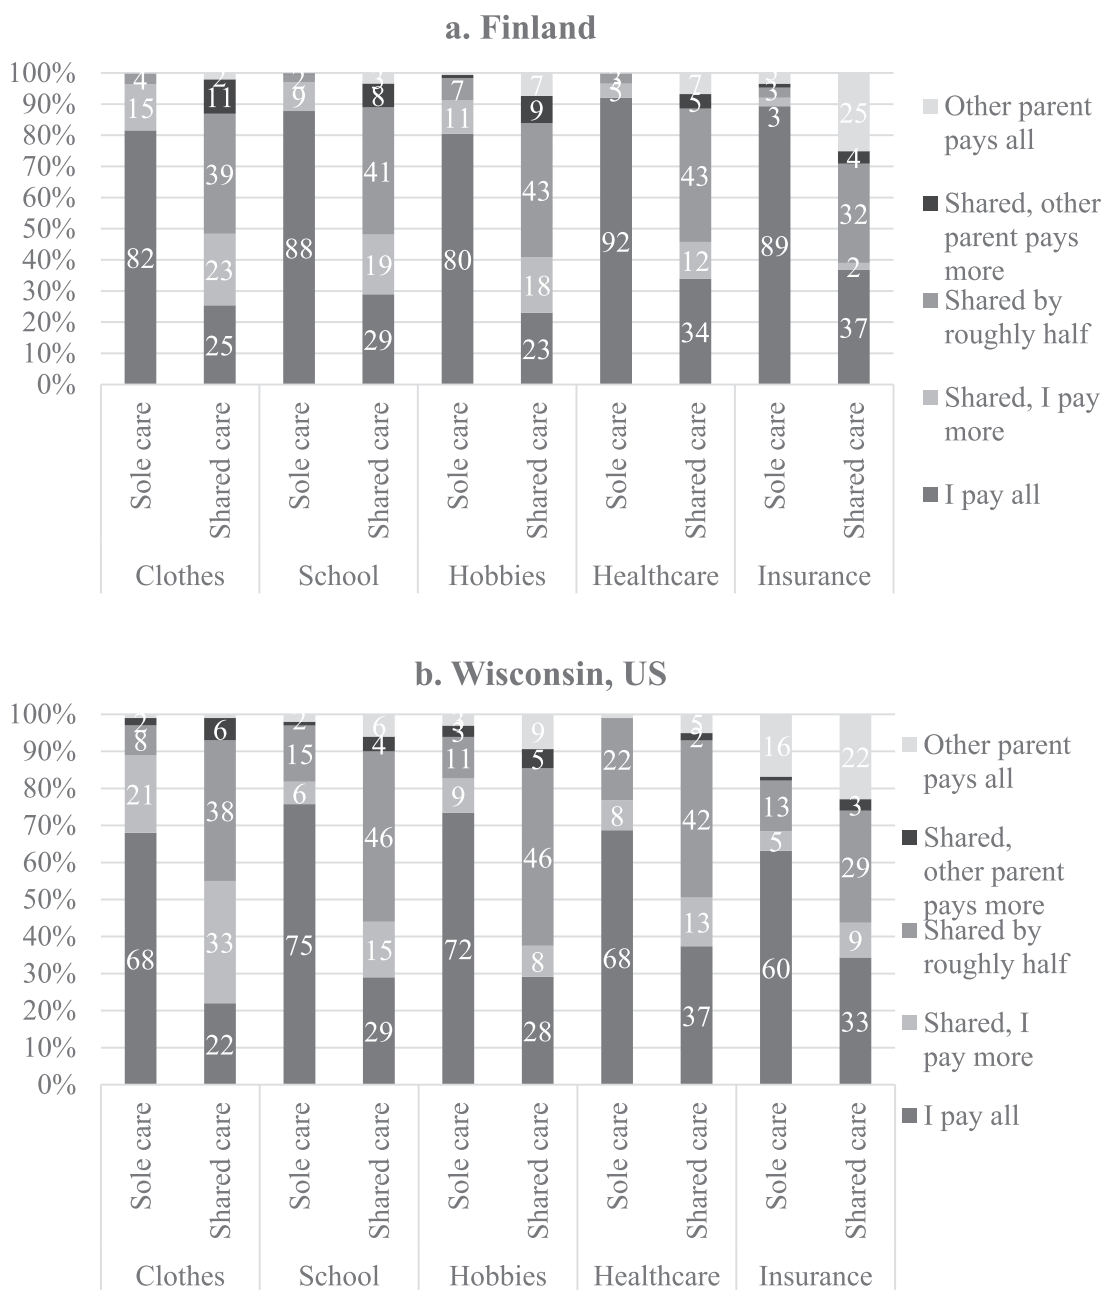 a. Finland
100%
90%
80%
70%
60%
50%
40%
30%
20%
10%
0%
4 2 2 3 7 7 3 3 25
15 11 9 8 7 9 5 5 3 4
11
39 41 43 43 32
82 23 88 19 80 18 92 12 89 2
25 29 23 34 37
Sole care
Shared care
Sole care
Shared care
Sole care
Shared care
Sole care
Shared care
Sole care
Shared care
Clothes School Hobbies Healthcare Insurance
Other parent
pays all
Shared, other
parent pays
more
Shared by
roughly half
Shared, I pay
more
I pay all
b. Wisconsin, US
100%
90%
80%
70%
60%
50%
40%
30%
20%
10%
0%
2 6 2 6 3 9 5 16 22
8 15 4 11 5 22 2 13 3
21 38 6 46 9 46 8 42 5 29
68 33 75 15 72 8 68 13 60 9
22 29 28 37 33
Sole care
Shared care
Sole care
Shared care
Sole care
Shared care
Sole care
Shared care
Sole care
Shared care
Clothes School Hobbies Healthcare Insurance
Other parent
pays all
Shared,
other parent
pays more
Shared by
roughly half
Shared, I
pay more
I pay all